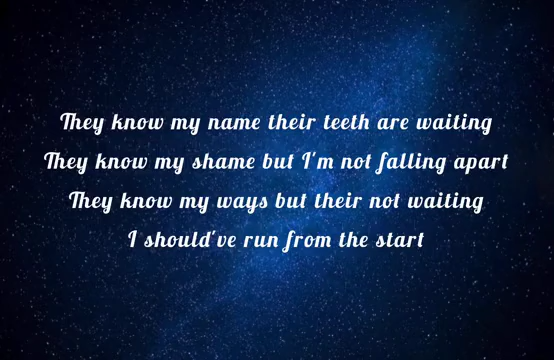 They know my name their teeth are waiting
They know my shame but I'm not falling apart
They know my ways but their not waiting
I should've run from the start